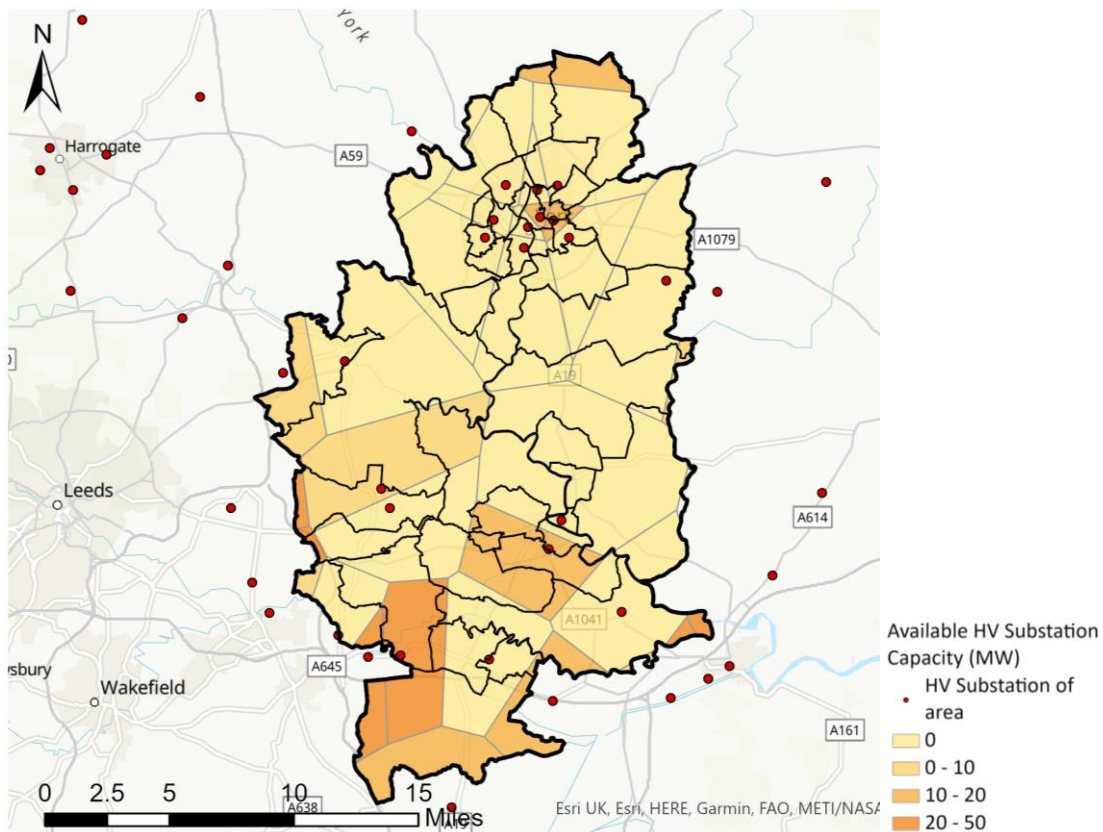 N
York
A59
Harrogate
A1079
A19
Leeds
A614
A1041
A645
Wakefield
A161
0 2.5 5 10 15
Miles
A638
Esri UK, Esri, HERE, Garmin, FAO, METI/NASA
Available HV Substation
Capacity (MW)
HV Substation of
area
0
0 - 10
10 - 20
20 - 50